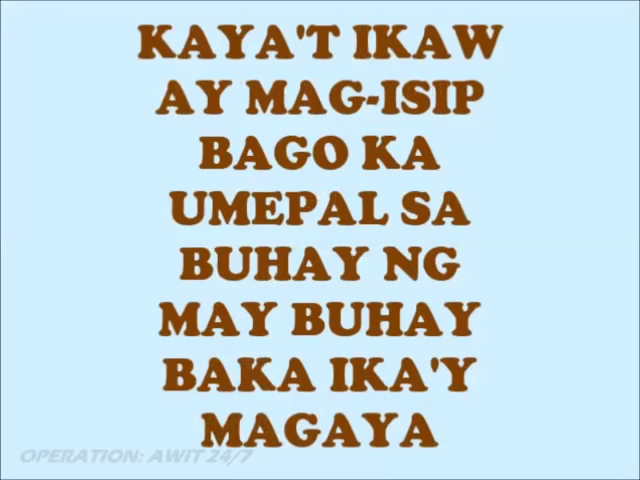 KAYA'T IKAW
AY MAG-ISIP
BAGO KA
UMEPAL SA
BUHAY NG
MAY BUHAY
BAKA IKA'Y
MAGAYA
OPERATION: AWIT 24/7